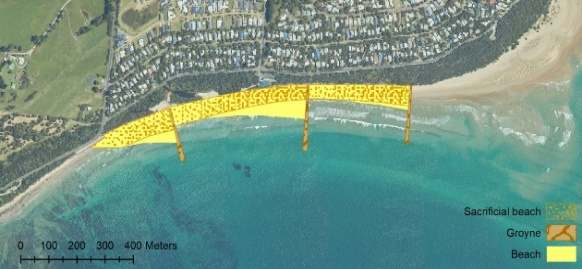 Sacrificial beach
Groyne
Beach
0 100 200 300 400 Meters